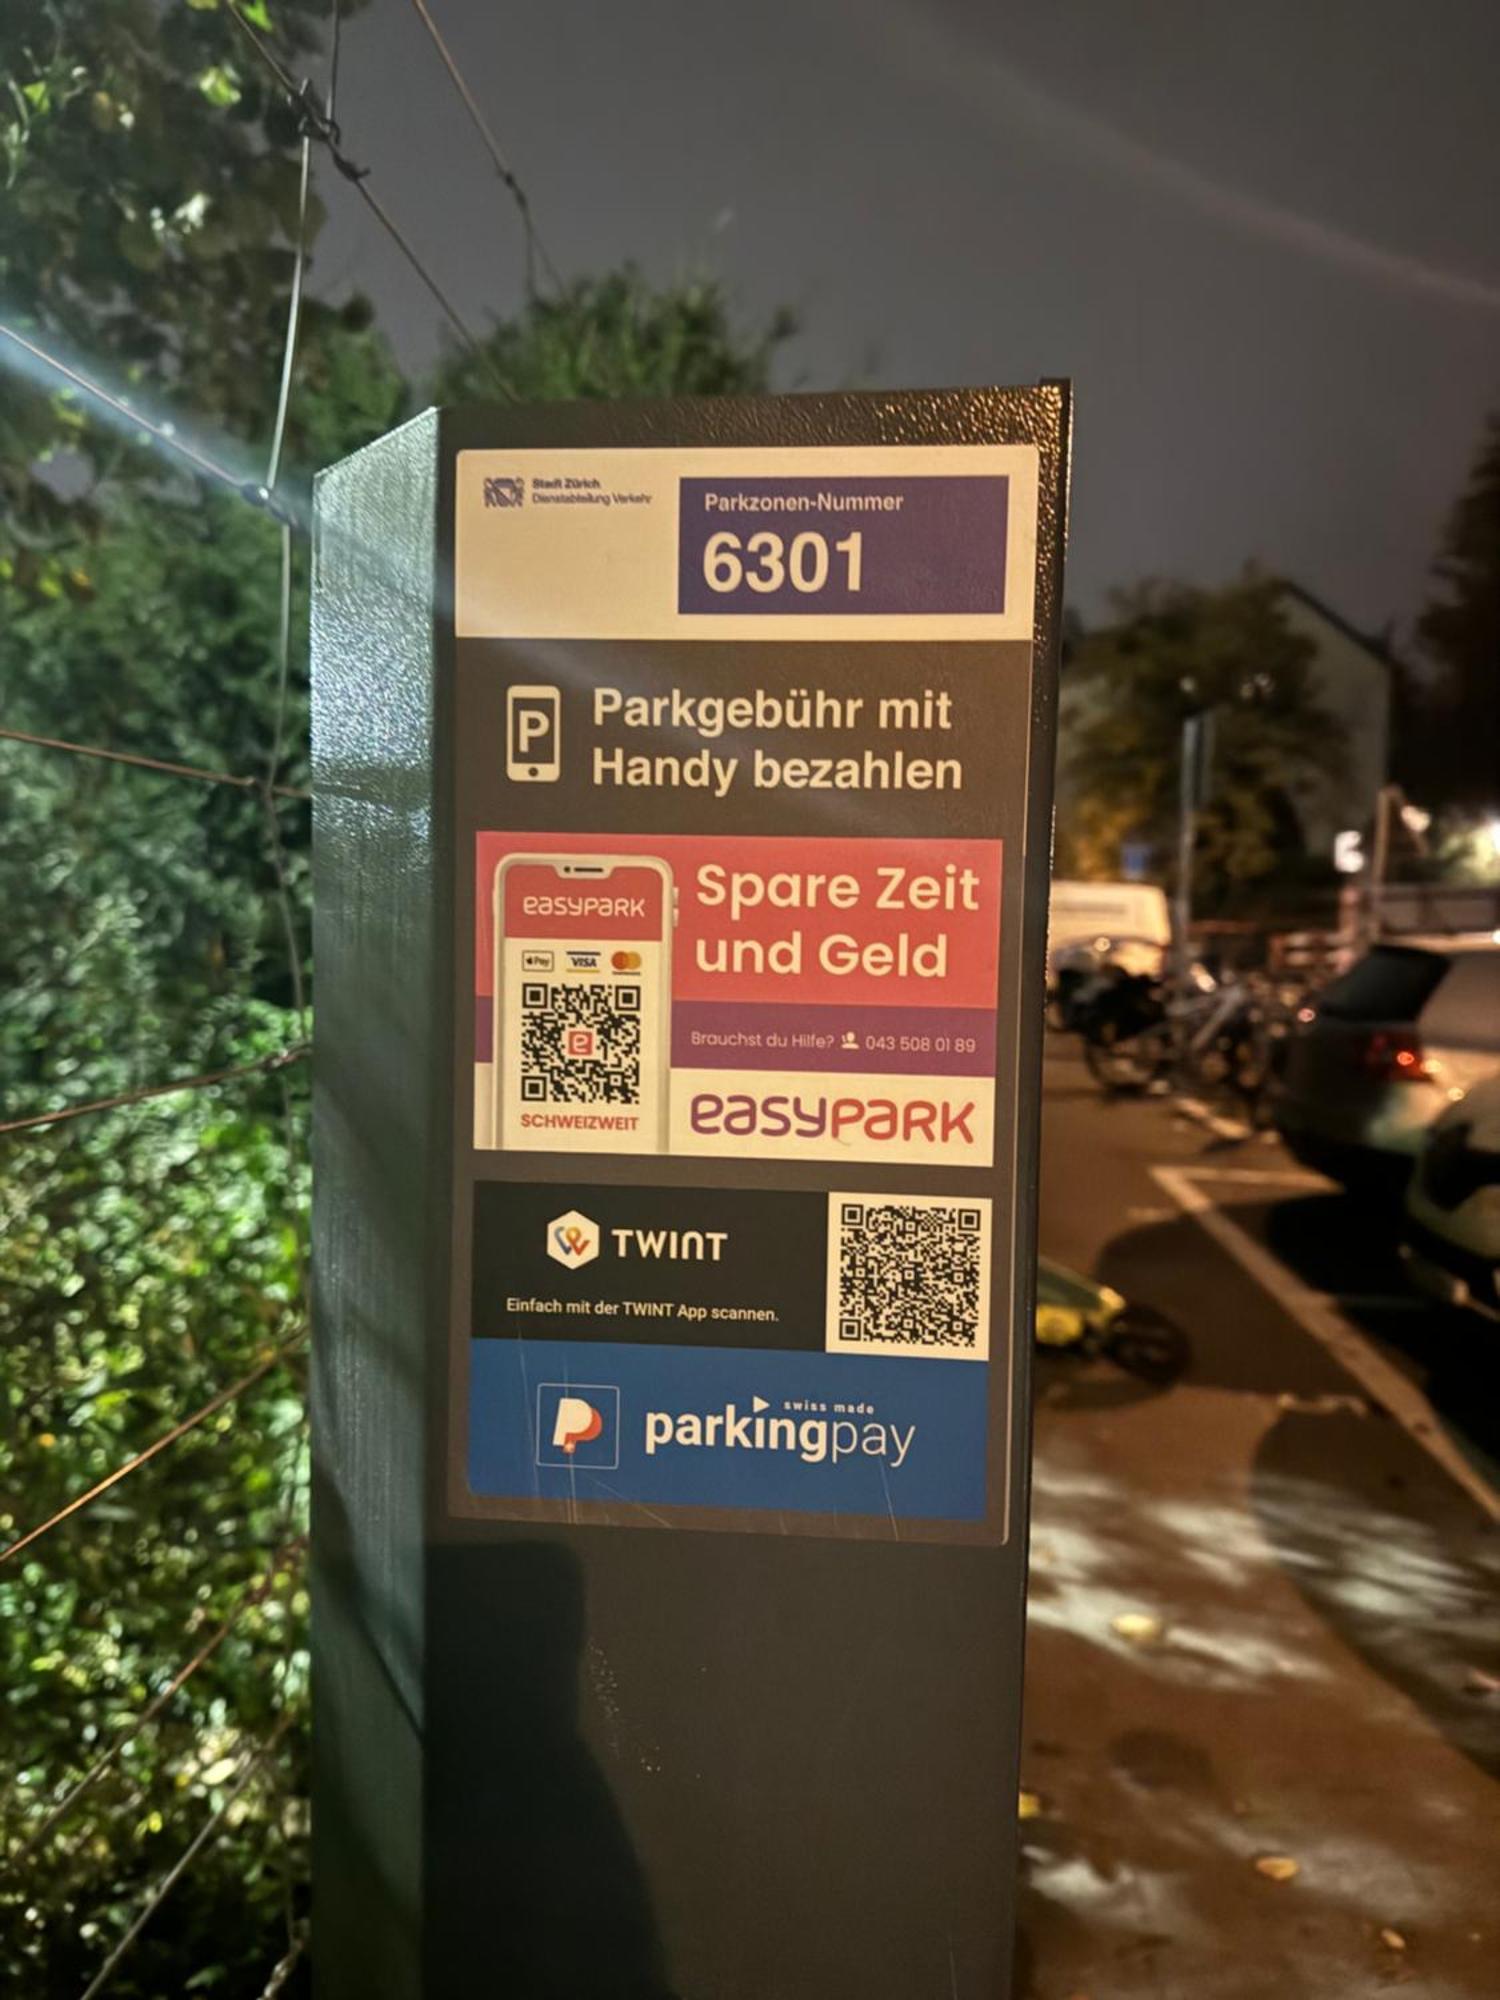 Stadt Zürich
Dienstabteilung Verkehr
Parkzonen-Nummer
6301
P
Parkgebühr mit
Handy bezahlen
easypark
Pay VISA
e
SCHWEIZWEIT
Spare Zeit
und Geld
Brauchst du Hilfe? 043 508 01 89
easypark
TWINT
Einfach mit der TWINT App scannen.
P
swiss made
parkingpay